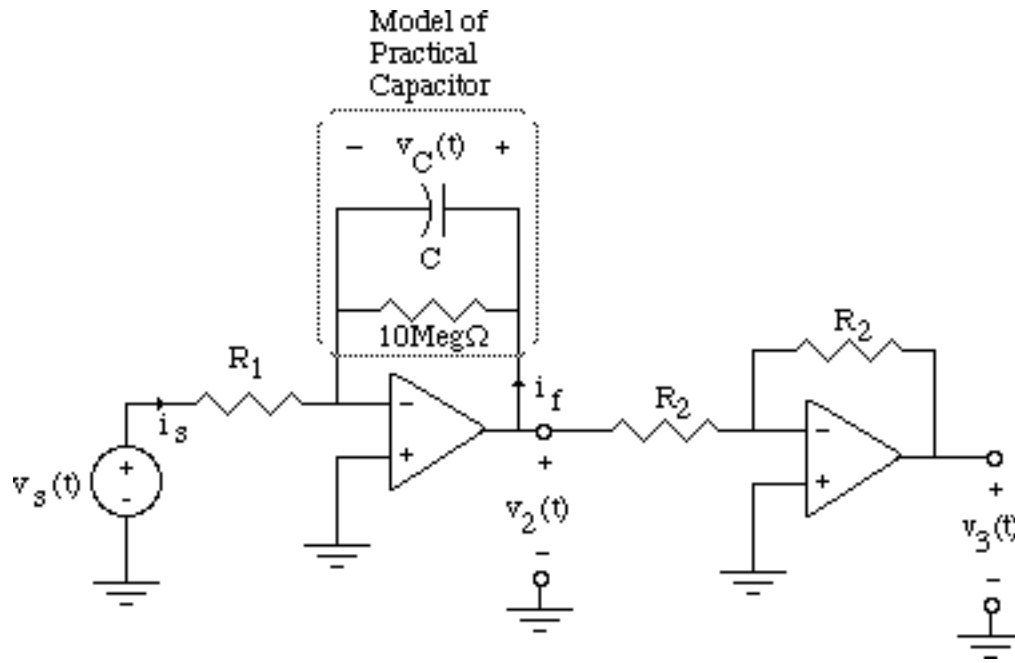 Model of
Practical
Capacitor
− v_C(t) +
C
10MegΩ
R_1
i_s
+
-
v_s(t)
−
+
i_f
+
v_2(t)
−
R_2
R_2
−
+
+
v_3(t)
−